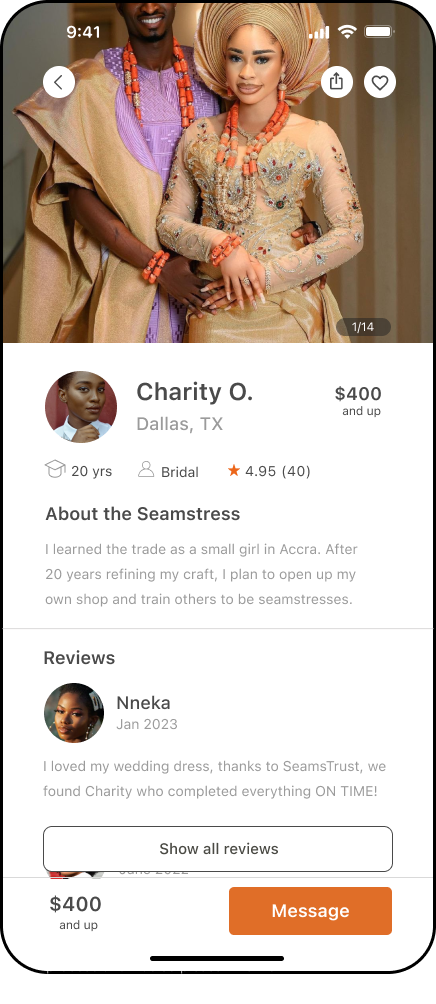 9:41
1/14
Charity O.
$400
Dallas, TX
and up
20 yrs
Bridal
★ 4.95 (40)
About the Seamstress
I learned the trade as a small girl in Accra. After
20 years refining my craft, I plan to open up my
own shop and train others to be seamstresses.
Reviews
Nneka
Jan 2023
I loved my wedding dress, thanks to SeamsTrust, we
found Charity who completed everything ON TIME!
Show all reviews
$400
and up
Message